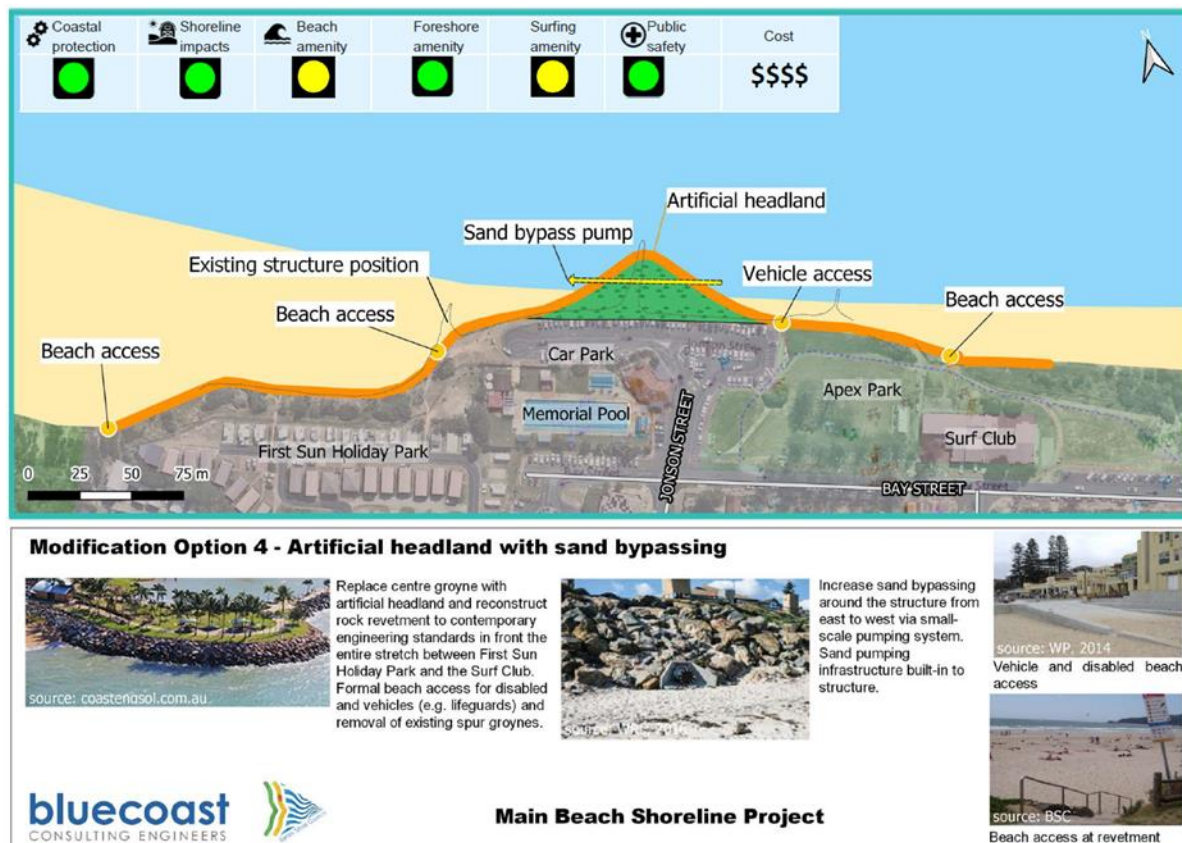 Coastal protection
Shoreline impacts
Beach amenity
Foreshore amenity
Surfing amenity
Public safety
Cost
$$$$
N
Artificial headland
Sand bypass pump
Existing structure position
Vehicle access
Beach access
Beach access
Beach access
Car Park
Jonson Street
Apex Park
Memorial Pool
Surf Club
First Sun Holiday Park
JONSON STREET
BAY STREET
0 25 50 75 m
Modification Option 4 - Artificial headland with sand bypassing
Replace centre groyne with
artificial headland and reconstruct
rock revetment to contemporary
engineering standards in front the
entire stretch between First Sun
Holiday Park and the Surf Club.
Formal beach access for disabled
and vehicles (e.g. lifeguards) and
removal of existing spur groynes.
source: coastengsol.com.au
Increase sand bypassing
around the structure from
east to west via small-
scale pumping system.
Sand pumping
infrastructure built-in to
structure.
source:
source: WP, 2014
Vehicle and disabled beach
access
source: BSC
Beach access at revetment
bluecoast
CONSULTING ENGINEERS
Main Beach Shoreline Project